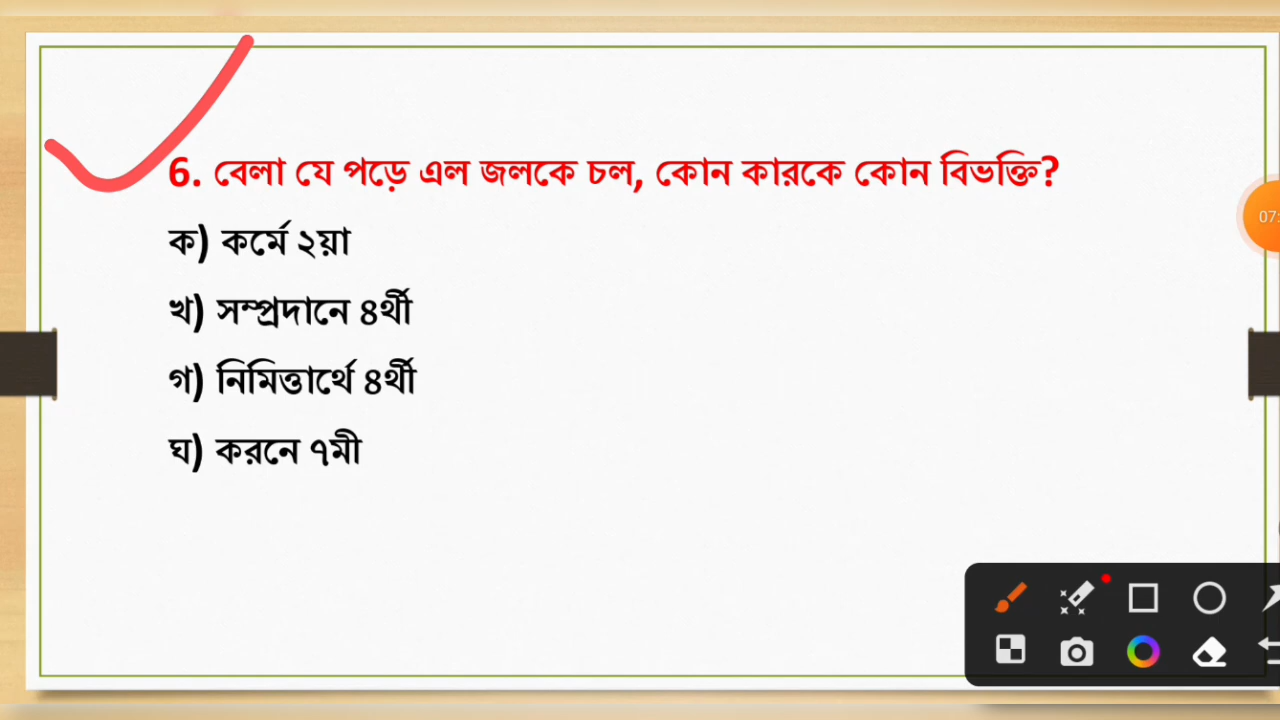 6. বেলা যে পড়ে এল জলকে চল, কোন কারকে কোন বিভক্তি?
ক) কর্মে ২য়া
খ) সম্প্রদানে ৪র্থী
গ) নিমিত্তার্থে ৪র্থী
ঘ) করনে ৭মী